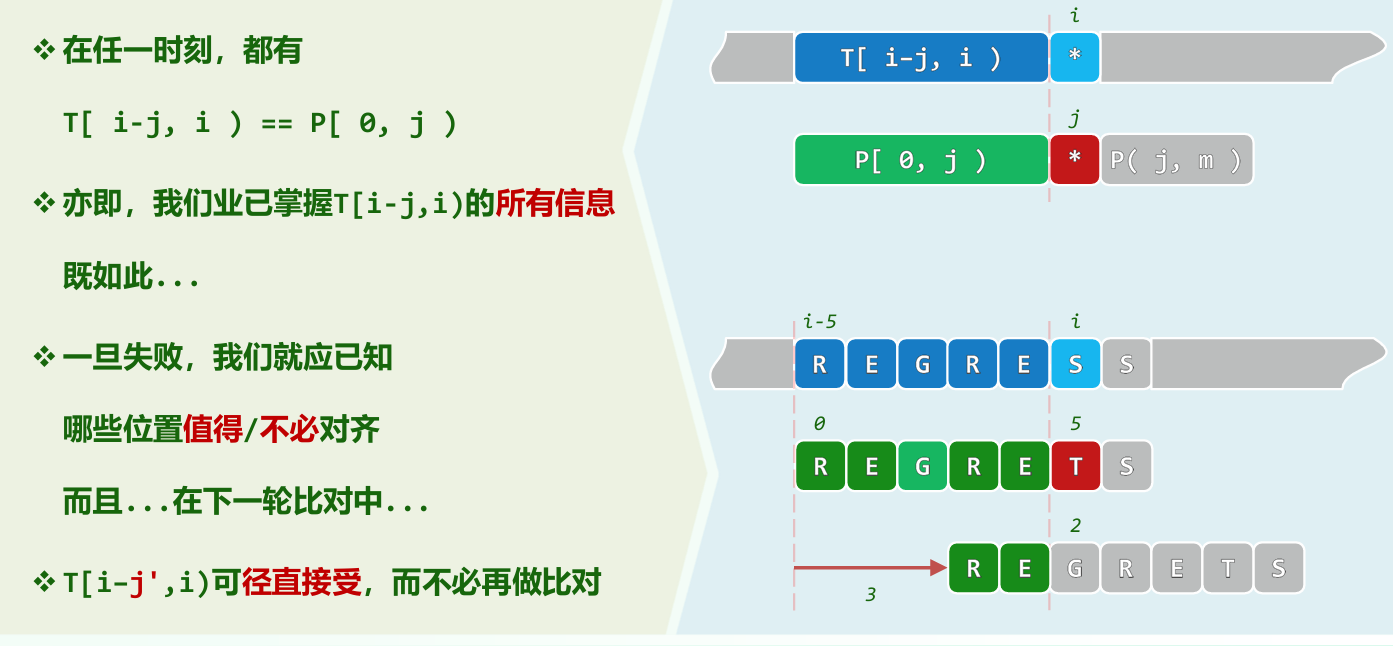 ❖ 在任一时刻，都有
T[ i-j, i ) == P[ 0, j )
❖ 亦即，我们业已掌握T[i-j,i)的所有信息
既如此...
❖ 一旦失败，我们就应已知
哪些位置值得/不必对齐
而且...在下一轮比对中...
❖ T[i–j',i)可径直接受，而不必再做比对
i
T[ i–j, i ) *
j
P[ 0, j ) * P( j, m )
i-5 i
R E G R E S S
0 5
R E G R E T S
2
R E G R E T S
3